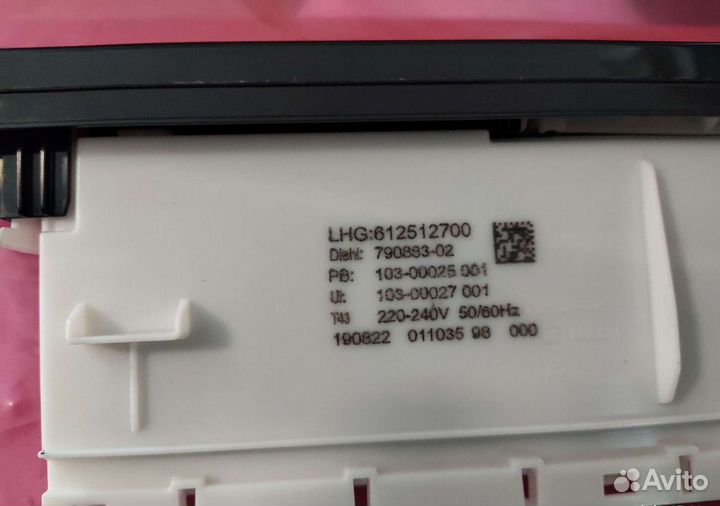 LHG:612512700
Diehl: 790883-02
PB: 103-00025 001
UI: 103-00027 001
T43 220-240V 50/60Hz
190822 011035 98 000
Avito